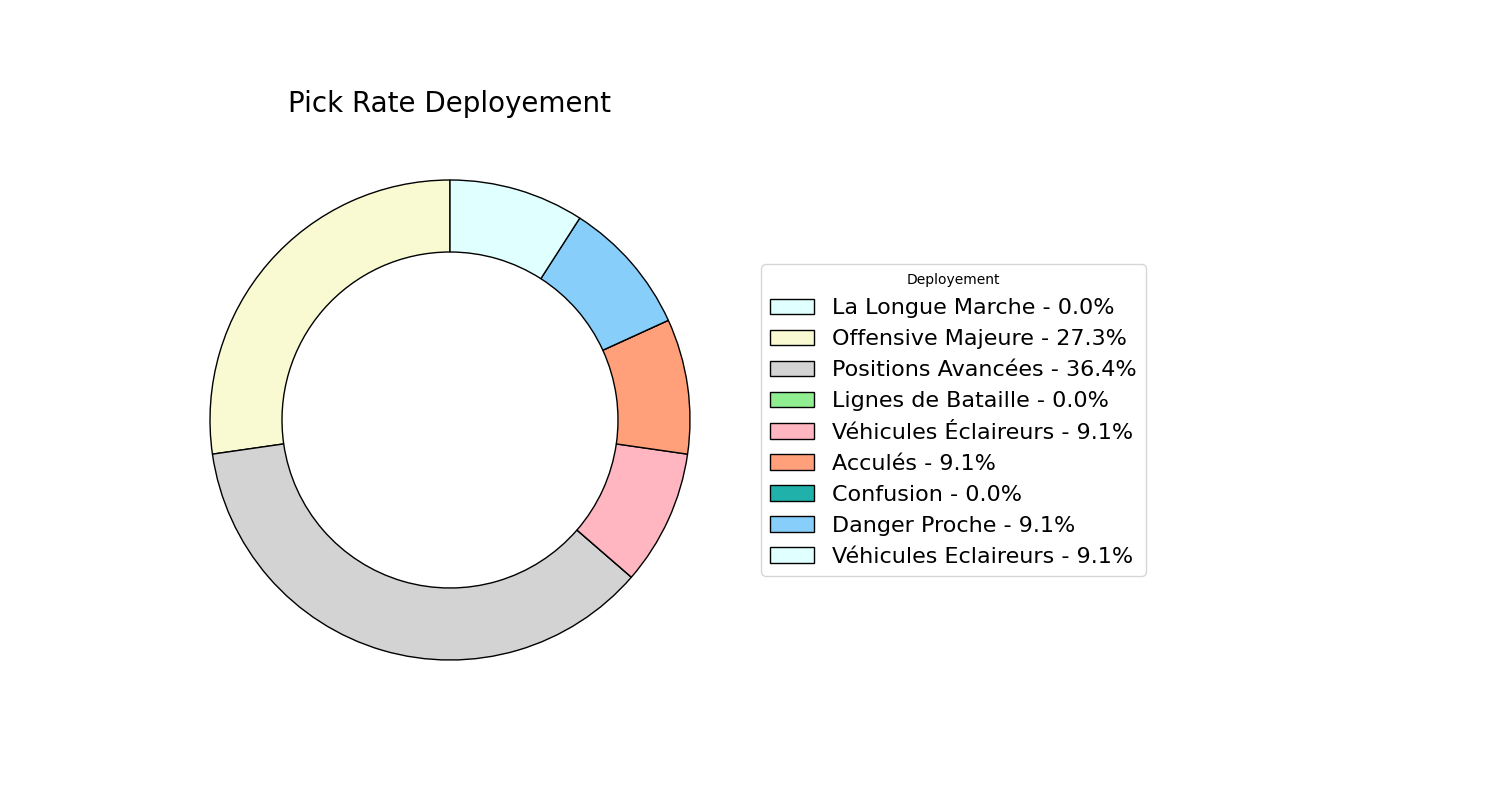 Pick Rate Deployement
Deployement
La Longue Marche - 0.0%
Offensive Majeure - 27.3%
Positions Avancées - 36.4%
Lignes de Bataille - 0.0%
Véhicules Éclaireurs - 9.1%
Acculés - 9.1%
Confusion - 0.0%
Danger Proche - 9.1%
Véhicules Eclaireurs - 9.1%